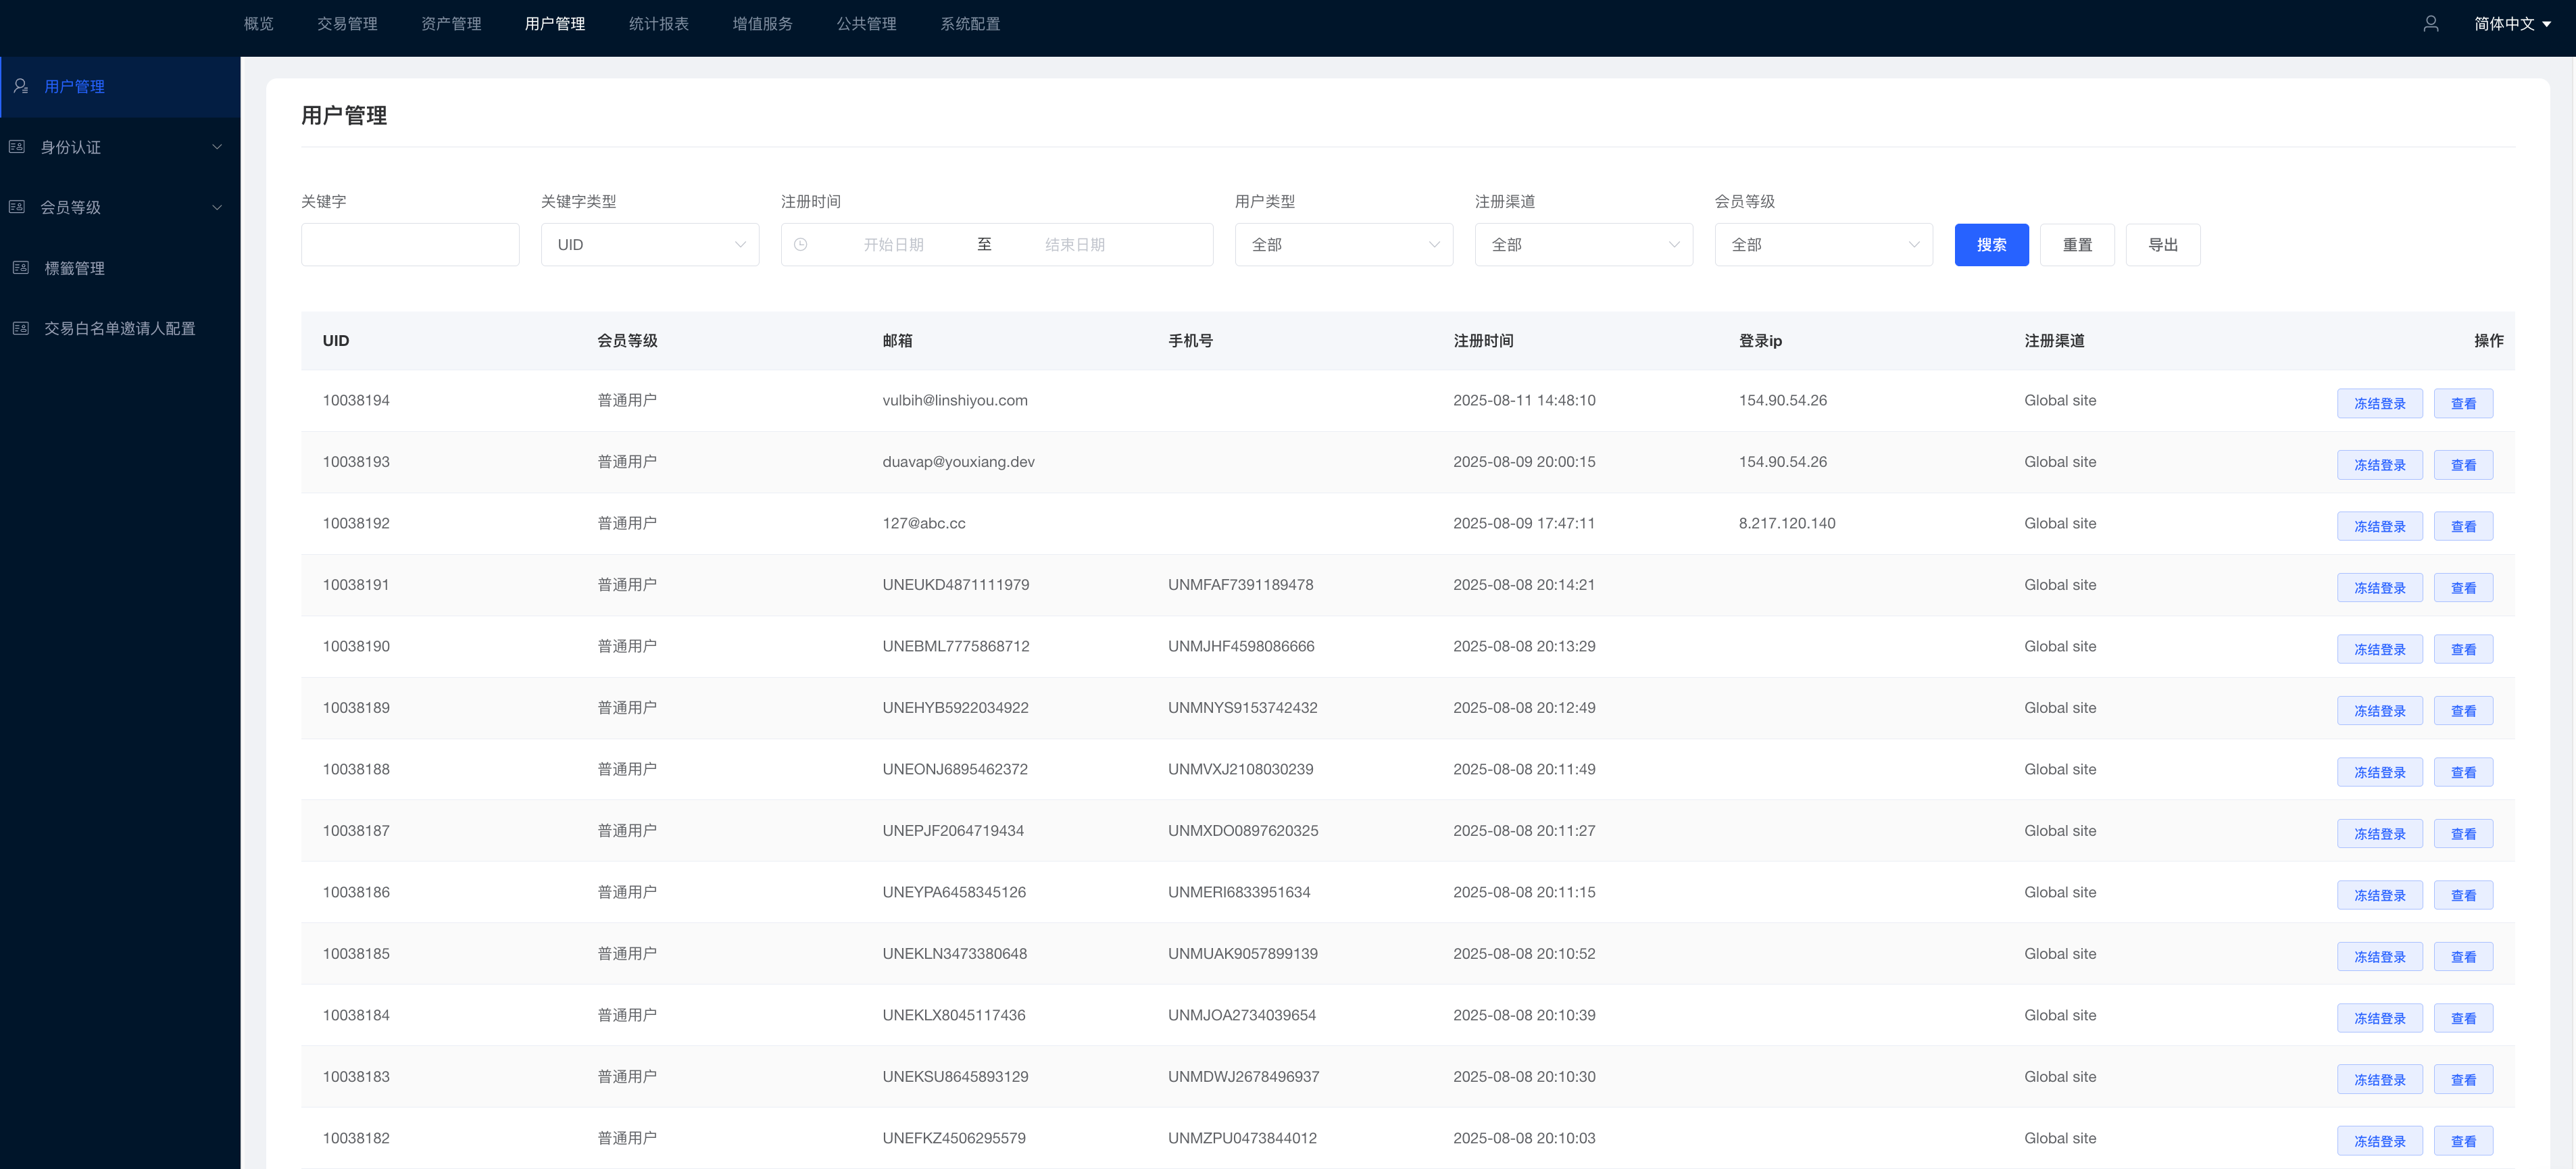 概览 交易管理 资产管理 用户管理 统计报表 增值服务 公共管理 系统配置 简体中文
用户管理
身份认证
会员等级
標籤管理
交易白名单邀请人配置
用户管理
关键字 关键字类型 注册时间 用户类型 注册渠道 会员等级
UID 开始日期 至 结束日期 全部 全部 全部 搜索 重置 导出
UID 会员等级 邮箱 手机号 注册时间 登录ip 注册渠道 操作
10038194 普通用户 vulbih@linshiyou.com 2025-08-11 14:48:10 154.90.54.26 Global site 冻结登录 查看
10038193 普通用户 duavap@youxiang.dev 2025-08-09 20:00:15 154.90.54.26 Global site 冻结登录 查看
10038192 普通用户 127@abc.cc 2025-08-09 17:47:11 8.217.120.140 Global site 冻结登录 查看
10038191 普通用户 UNEUKD4871111979 UNMFAF7391189478 2025-08-08 20:14:21 Global site 冻结登录 查看
10038190 普通用户 UNEBML7775868712 UNMJHF4598086666 2025-08-08 20:13:29 Global site 冻结登录 查看
10038189 普通用户 UNEHYB5922034922 UNMNYS9153742432 2025-08-08 20:12:49 Global site 冻结登录 查看
10038188 普通用户 UNEONJ6895462372 UNMVXJ2108030239 2025-08-08 20:11:49 Global site 冻结登录 查看
10038187 普通用户 UNEPJF2064719434 UNMXDO0897620325 2025-08-08 20:11:27 Global site 冻结登录 查看
10038186 普通用户 UNEYPA6458345126 UNMERI6833951634 2025-08-08 20:11:15 Global site 冻结登录 查看
10038185 普通用户 UNEKLN3473380648 UNMUAK9057899139 2025-08-08 20:10:52 Global site 冻结登录 查看
10038184 普通用户 UNEKLX8045117436 UNMJOA2734039654 2025-08-08 20:10:39 Global site 冻结登录 查看
10038183 普通用户 UNEKSU8645893129 UNMDWJ2678496937 2025-08-08 20:10:30 Global site 冻结登录 查看
10038182 普通用户 UNEFKZ4506295579 UNMZPU0473844012 2025-08-08 20:10:03 Global site 冻结登录 查看